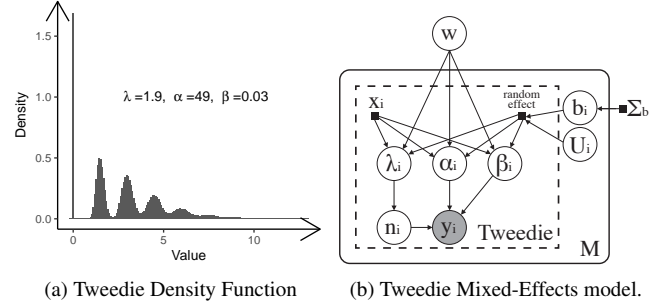 1.5
1.0
0.5
0.0
Density
λ =1.9, α=49, β=0.03
0 5 10
Value
(a) Tweedie Density Function
w
xᵢ
random
effect
bᵢ
Σb
Uᵢ
λᵢ αᵢ βᵢ
nᵢ yᵢ
Tweedie
M
(b) Tweedie Mixed-Effects model.